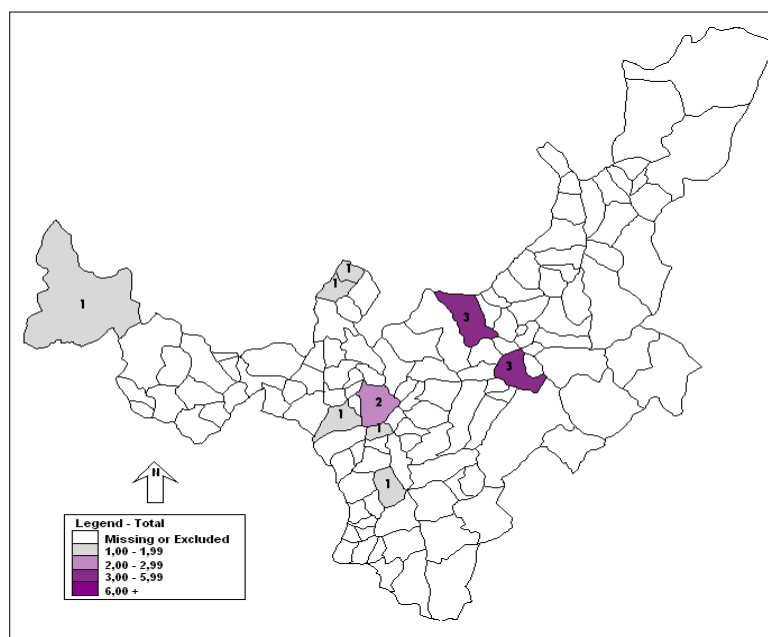 1
1
1
3
3
2
1
1
1
N
Legend - Total
Missing or Excluded
1,00 - 1,99
2,00 - 2,99
3,00 - 5,99
6,00 +